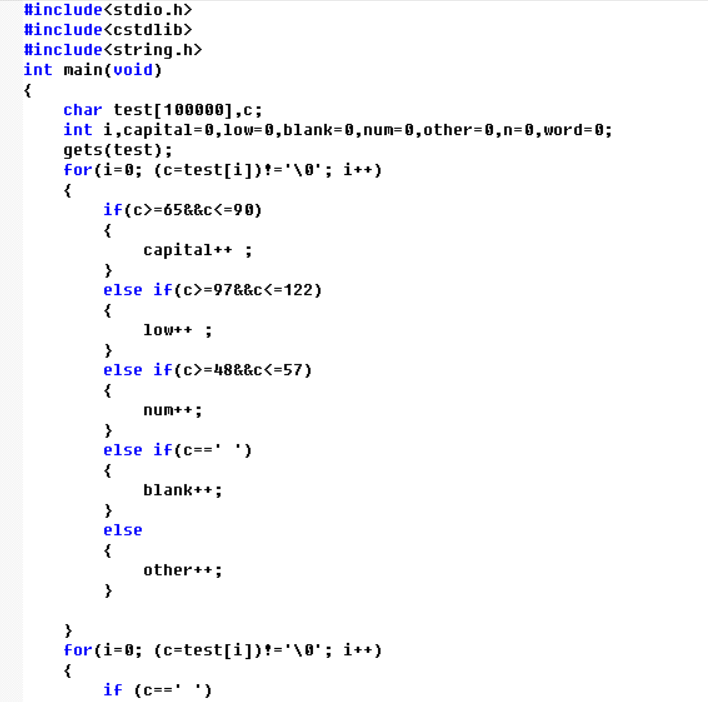 #include<stdio.h>
#include<cstdlib>
#include<string.h>
int main(void)
{
    char test[100000],c;
    int i,capital=0,low=0,blank=0,num=0,other=0,n=0,word=0;
    gets(test);
    for(i=0; (c=test[i])!='\0'; i++)
    {
        if(c>=65&&c<=90)
        {
            capital++ ;
        }
        else if(c>=97&&c<=122)
        {
            low++ ;
        }
        else if(c>=48&&c<=57)
        {
            num++;
        }
        else if(c==' ')
        {
            blank++;
        }
        else
        {
            other++;
        }
    }
    for(i=0; (c=test[i])!='\0'; i++)
    {
        if (c==' ')